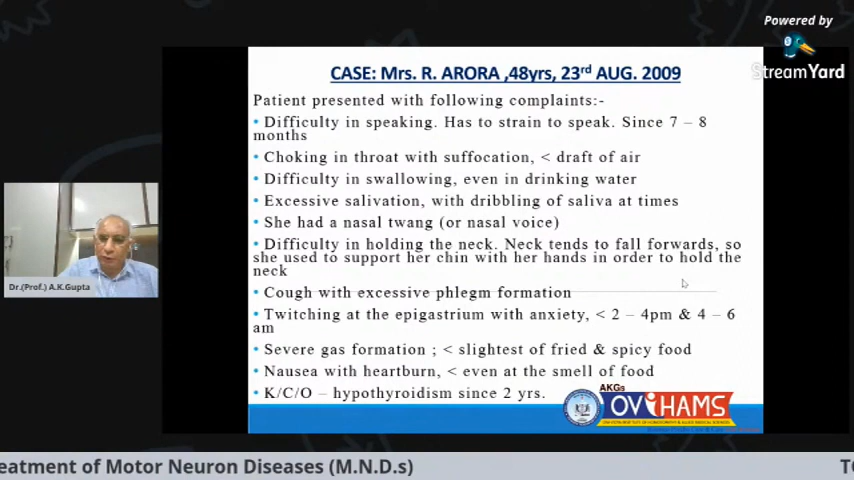 Powered by
StreamYard
CASE: Mrs. R. ARORA ,48yrs, 23rd AUG. 2009
Patient presented with following complaints:-
• Difficulty in speaking. Has to strain to speak. Since 7 – 8
months
• Choking in throat with suffocation, < draft of air
• Difficulty in swallowing, even in drinking water
• Excessive salivation, with dribbling of saliva at times
• She had a nasal twang (or nasal voice)
• Difficulty in holding the neck. Neck tends to fall forwards, so
she used to support her chin with her hands in order to hold the
neck
• Cough with excessive phlegm formation
• Twitching at the epigastrium with anxiety, < 2 – 4pm & 4 – 6
am
• Severe gas formation ; < slightest of fried & spicy food
• Nausea with heartburn, < even at the smell of food
• K/C/O – hypothyroidism since 2 yrs.
Dr.(Prof.) A.K.Gupta
AKGs
OViHAMS
eatment of Motor Neuron Diseases (M.N.D.s)